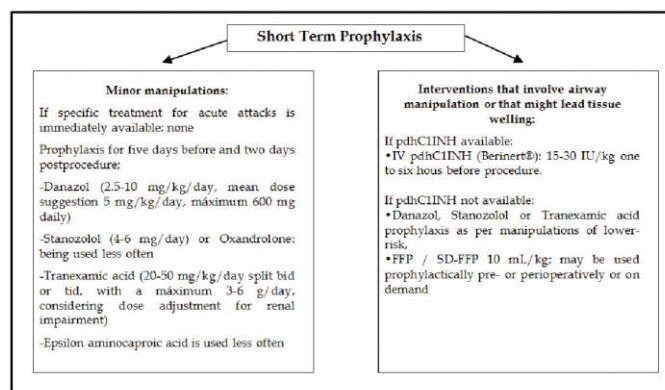 Short Term Prophylaxis
Minor manipulations:
If specific treatment for acute attacks is
immediately available: none
Prophylaxis for five days before and two days
postprocedure:
-Danazol (2.5-10 mg/kg/day, mean dose
suggestion 5 mg/kg/day, máximum 600 mg
daily)
-Stanozolol (4-6 mg/day) or Oxandrolone:
being used less often
-Tranexamic acid (20-50 mg/kg/day split bid
or tid, with a máximum 3-6 g/day,
considering dose adjustment for renal
impairment)
-Epsilon aminocaproic acid is used less often
Interventions that involve airway
manipulation or that might lead tissue
welling:
If pdhC1INH available:
•IV pdhC1INH (Berinert®): 15-30 IU/kg one
to six hous before procedure.
If pdhC1INH not available:
•Danazol, Stanozolol or Tranexamic acid
prophylaxis as per manipulations of lower-
risk,
•FFP / SD-FFP 10 mL/kg; may be used
prophylactically pre- or perioperatively or on
demand